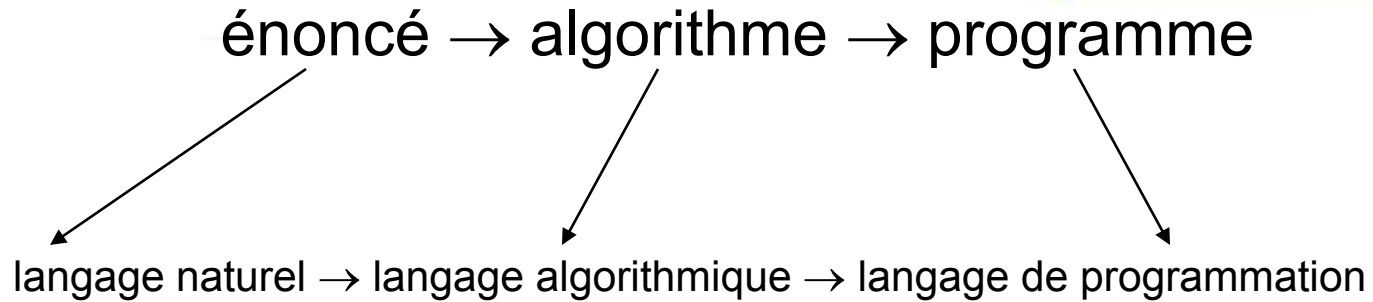 énoncé → algorithme → programme
langage naturel → langage algorithmique → langage de programmation